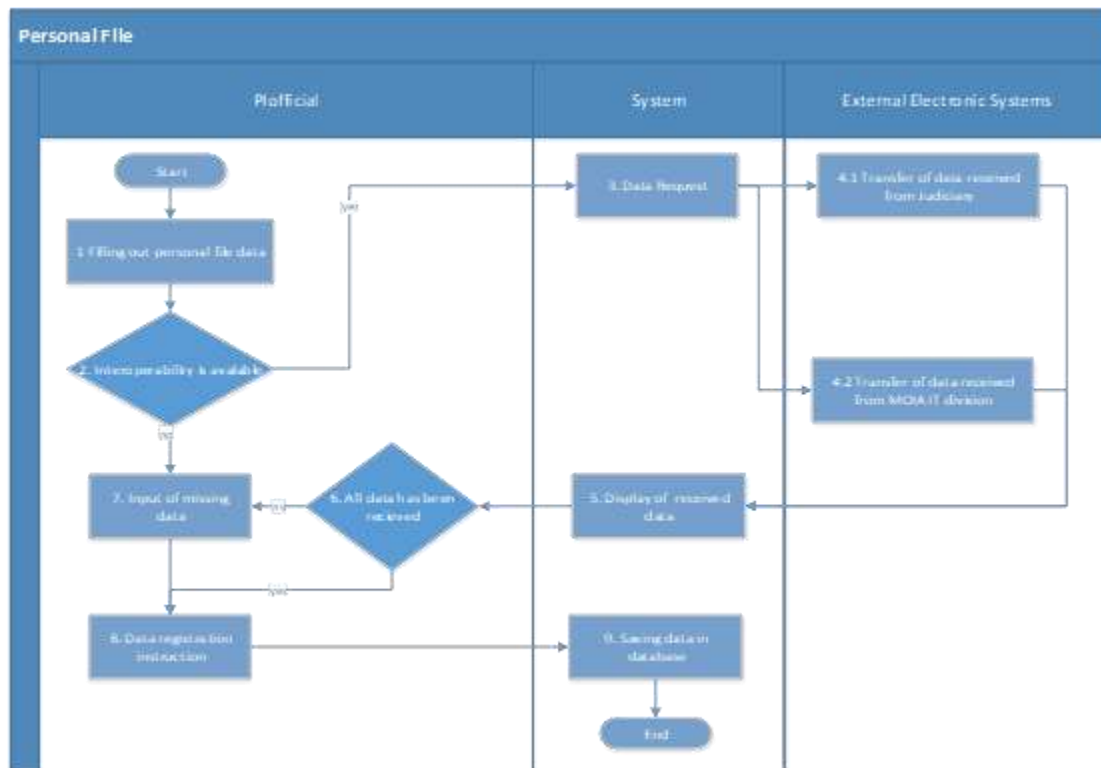 Personal File
PI official
System
External Electronic Systems
Start
1 Filling out personal file data
2. Interoperability is available
yes
no
3. Data Request
4.1 Transfer of data received
from Judiciary
4.2 Transfer of data received
from MOIA IT division
5. Display of received
data
6. All data has been
received
no
yes
7. Input of missing
data
8. Data registration
instruction
9. Saving data in
database
End